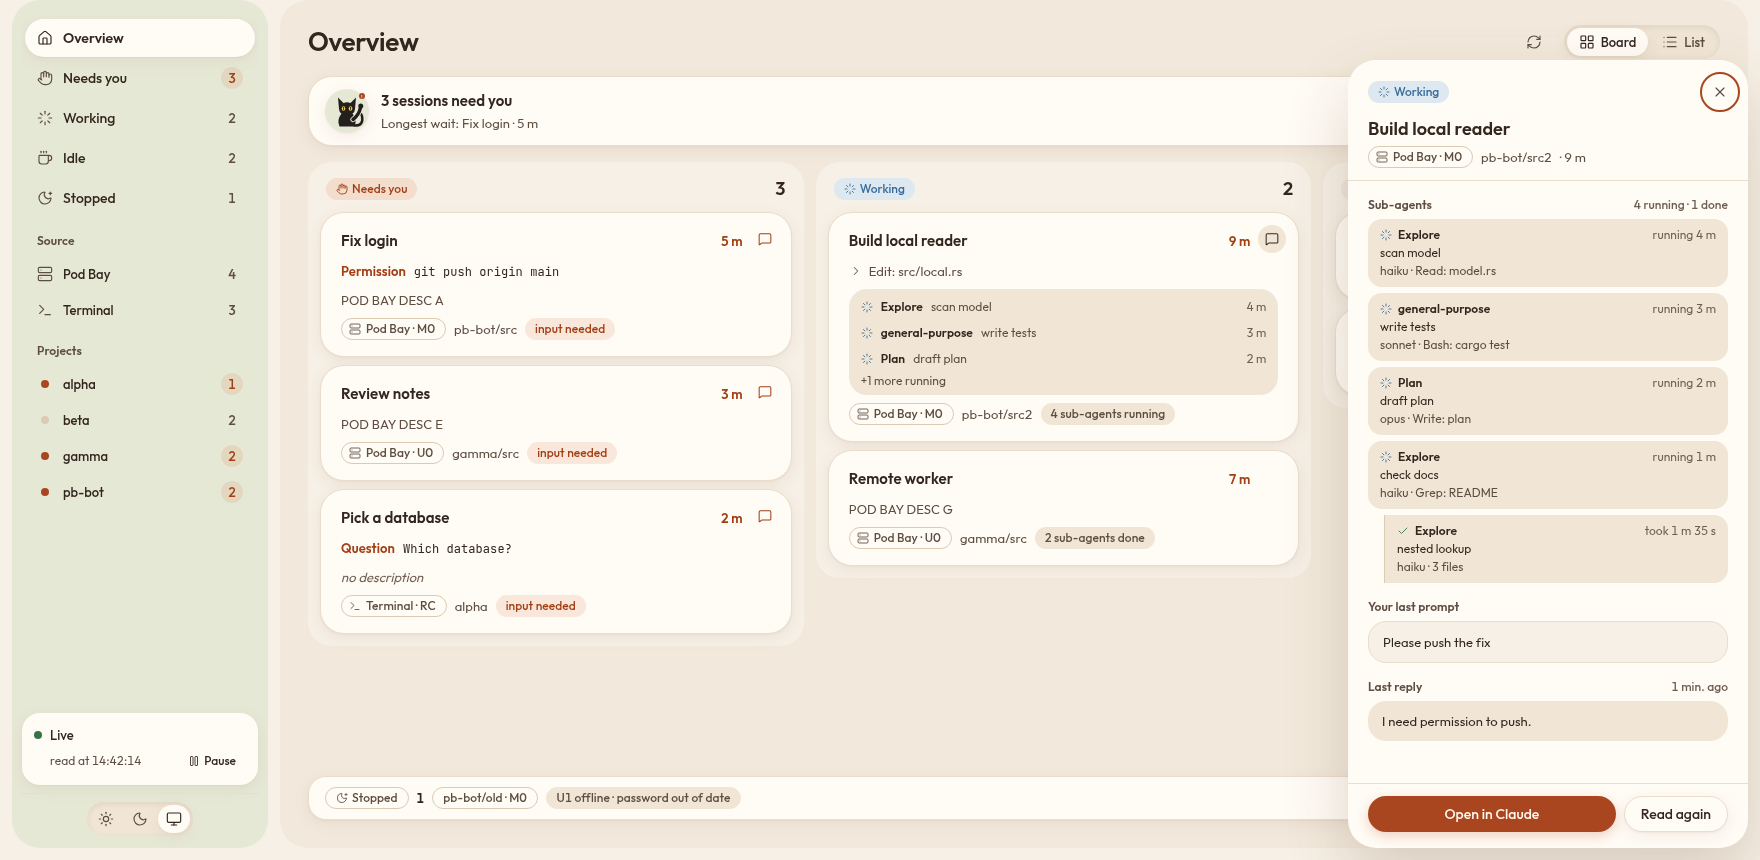 Overview
Needs you 3
Working 2
Idle 2
Stopped 1
Source
Pod Bay 4
Terminal 3
Projects
alpha 1
beta 2
gamma 2
pb-bot 2
Live
read at 14:42:14 Pause
Overview
Board List
3 sessions need you
Longest wait: Fix login · 5 m
Needs you 3
Fix login 5 m
Permission git push origin main
POD BAY DESC A
Pod Bay · M0 pb-bot/src input needed
Review notes 3 m
POD BAY DESC E
Pod Bay · U0 gamma/src input needed
Pick a database 2 m
Question Which database?
no description
Terminal · RC alpha input needed
Working 2
Build local reader 9 m
Edit: src/local.rs
Explore scan model 4 m
general-purpose write tests 3 m
Plan draft plan 2 m
+1 more running
Pod Bay · M0 pb-bot/src2 4 sub-agents running
Remote worker 7 m
POD BAY DESC G
Pod Bay · U0 gamma/src 2 sub-agents done
Stopped 1 pb-bot/old · M0 U1 offline · password out of date
Working
Build local reader
Pod Bay · M0 pb-bot/src2 · 9 m
Sub-agents 4 running · 1 done
Explore running 4 m
scan model
haiku · Read: model.rs
general-purpose running 3 m
write tests
sonnet · Bash: cargo test
Plan running 2 m
draft plan
opus · Write: plan
Explore running 1 m
check docs
haiku · Grep: README
Explore took 1 m 35 s
nested lookup
haiku · 3 files
Your last prompt
Please push the fix
Last reply 1 min. ago
I need permission to push.
Open in Claude Read again